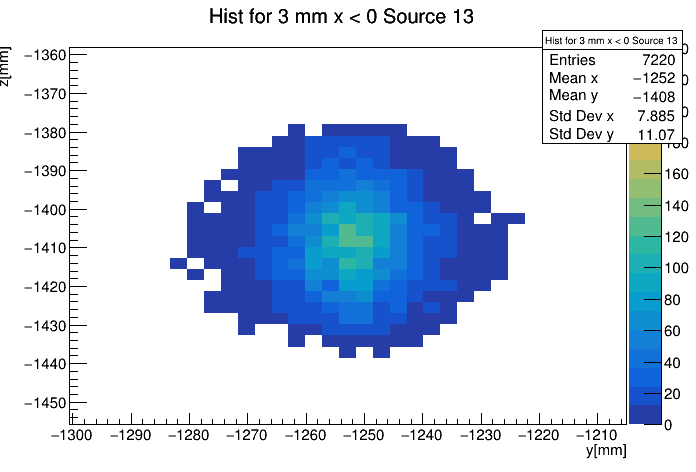 Hist for 3 mm x < 0 Source 13
z[mm]
Hist for 3 mm x < 0 Source 13
Entries 7220
Mean x −1252
Mean y −1408
Std Dev x 7.885
Std Dev y 11.07
−1360
−1370
−1380
−1390
−1400
−1410
−1420
−1430
−1440
−1450
160
140
120
100
80
60
40
20
0
−1300 −1290 −1280 −1270 −1260 −1250 −1240 −1230 −1220 −1210
y[mm]